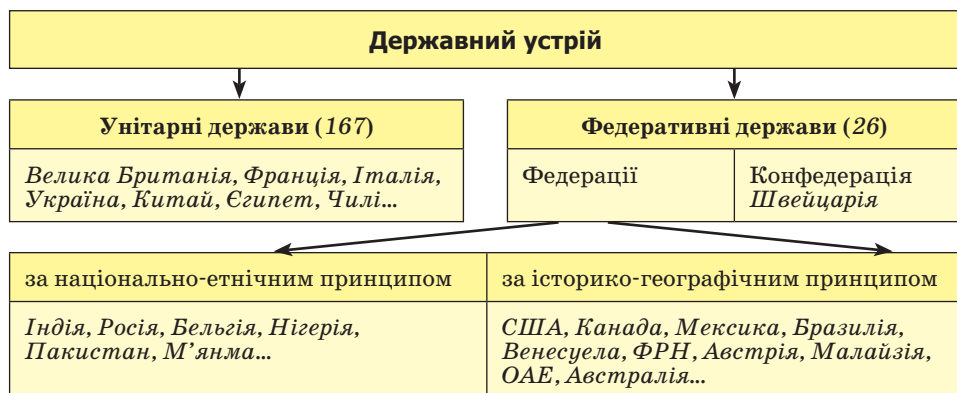 Державний устрій
Унітарні держави (167)
Велика Британія, Франція, Італія,
Україна, Китай, Єгипет, Чилі...
Федеративні держави (26)
Федерації
Конфедерація
Швейцарія
за національно-етнічним принципом
Індія, Росія, Бельгія, Нігерія,
Пакистан, М’янма...
за історико-географічним принципом
США, Канада, Мексика, Бразилія,
Венесуела, ФРН, Австрія, Малайзія,
ОАЕ, Австралія...